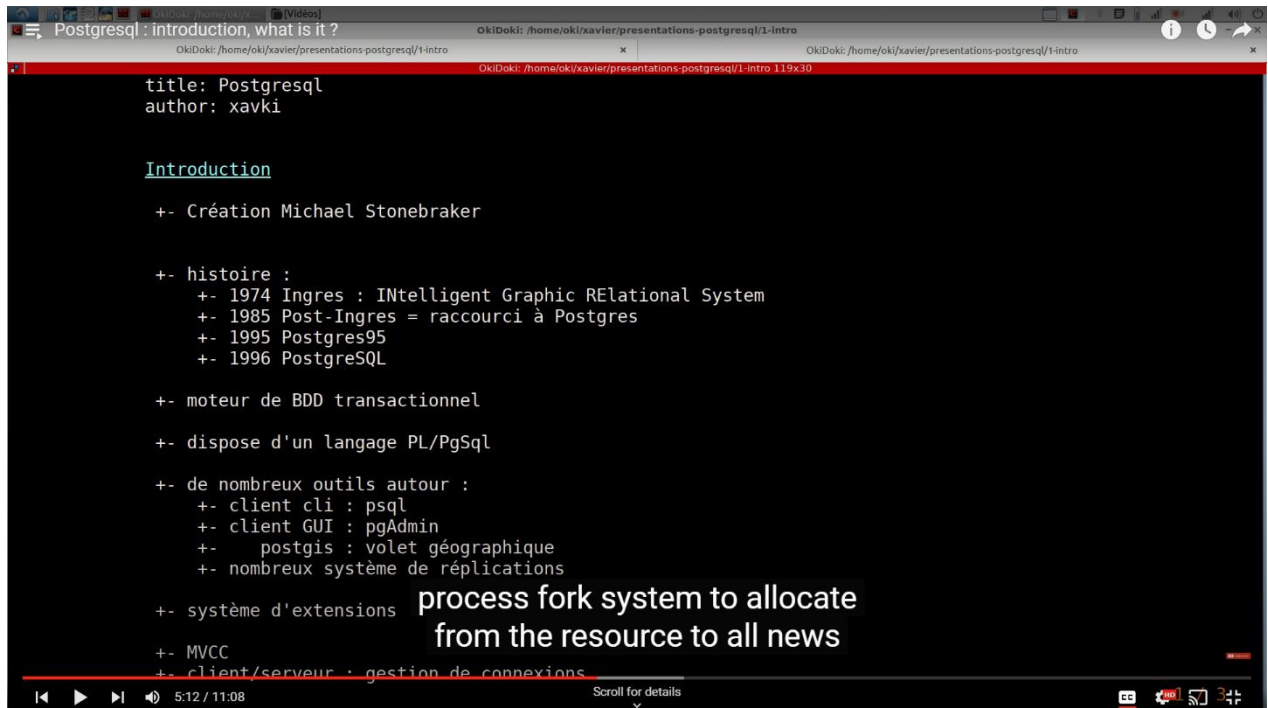 [Vidéos]
Postgresql : introduction, what is it ?
OkiDoki: /home/oki/xavier/presentations-postgresql/1-intro
OkiDoki: /home/oki/xavier/presentations-postgresql/1-intro
OkiDoki: /home/oki/xavier/presentations-postgresql/1-intro
OkiDoki: /home/oki/xavier/presentations-postgresql/1-intro 119x30
title: Postgresql
author: xavki
Introduction
+- Création Michael Stonebraker
+- histoire :
+- 1974 Ingres : INtelligent Graphic RElational System
+- 1985 Post-Ingres = raccourci à Postgres
+- 1995 Postgres95
+- 1996 PostgreSQL
+- moteur de BDD transactionnel
+- dispose d'un langage PL/PgSql
+- de nombreux outils autour :
+- client cli : psql
+- client GUI : pgAdmin
+- postgis : volet géographique
+- nombreux système de réplications
+- système d'extensions
process fork system to allocate
from the resource to all news
+- MVCC
+- client/serveur : gestion de connexions
5:12 / 11:08
Scroll for details
CC
HD
1 / 3